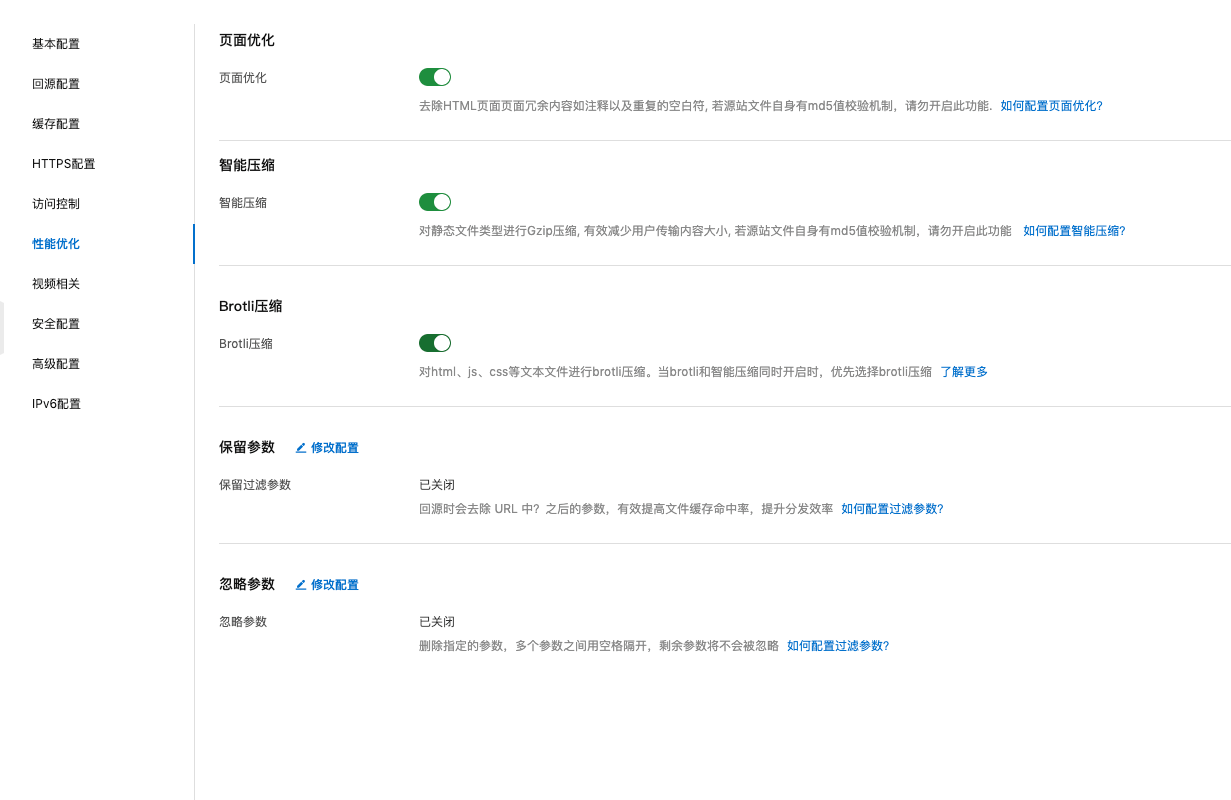 基本配置
回源配置
缓存配置
HTTPS配置
访问控制
性能优化
视频相关
安全配置
高级配置
IPv6配置
页面优化
页面优化
去除HTML页面页面冗余内容如注释以及重复的空白符, 若源站文件自身有md5值校验机制，请勿开启此功能. 如何配置页面优化?
智能压缩
智能压缩
对静态文件类型进行Gzip压缩, 有效减少用户传输内容大小, 若源站文件自身有md5值校验机制，请勿开启此功能 如何配置智能压缩?
Brotli压缩
Brotli压缩
对html、js、css等文本文件进行brotli压缩。当brotli和智能压缩同时开启时，优先选择brotli压缩 了解更多
保留参数 修改配置
保留过滤参数 已关闭
回源时会去除 URL 中? 之后的参数，有效提高文件缓存命中率，提升分发效率 如何配置过滤参数?
忽略参数 修改配置
忽略参数 已关闭
删除指定的参数，多个参数之间用空格隔开，剩余参数将不会被忽略 如何配置过滤参数?